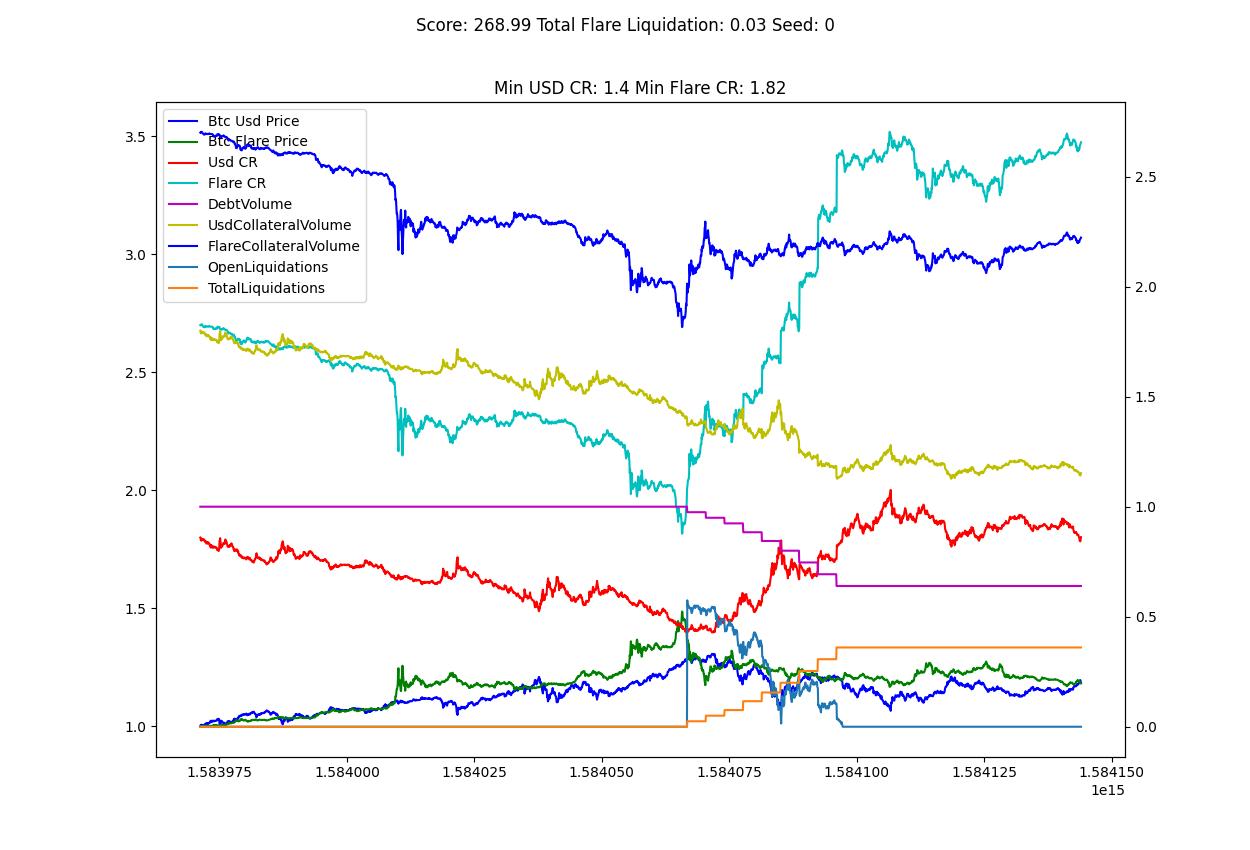 Score: 268.99 Total Flare Liquidation: 0.03 Seed: 0
Min USD CR: 1.4 Min Flare CR: 1.82
Btc Usd Price
Btc Flare Price
Usd CR
Flare CR
DebtVolume
UsdCollateralVolume
FlareCollateralVolume
OpenLiquidations
TotalLiquidations
3.5
3.0
2.5
2.0
1.5
1.0
2.5
2.0
1.5
1.0
0.5
0.0
1.583975 1.584000 1.584025 1.584050 1.584075 1.584100 1.584125 1.584150
1e15